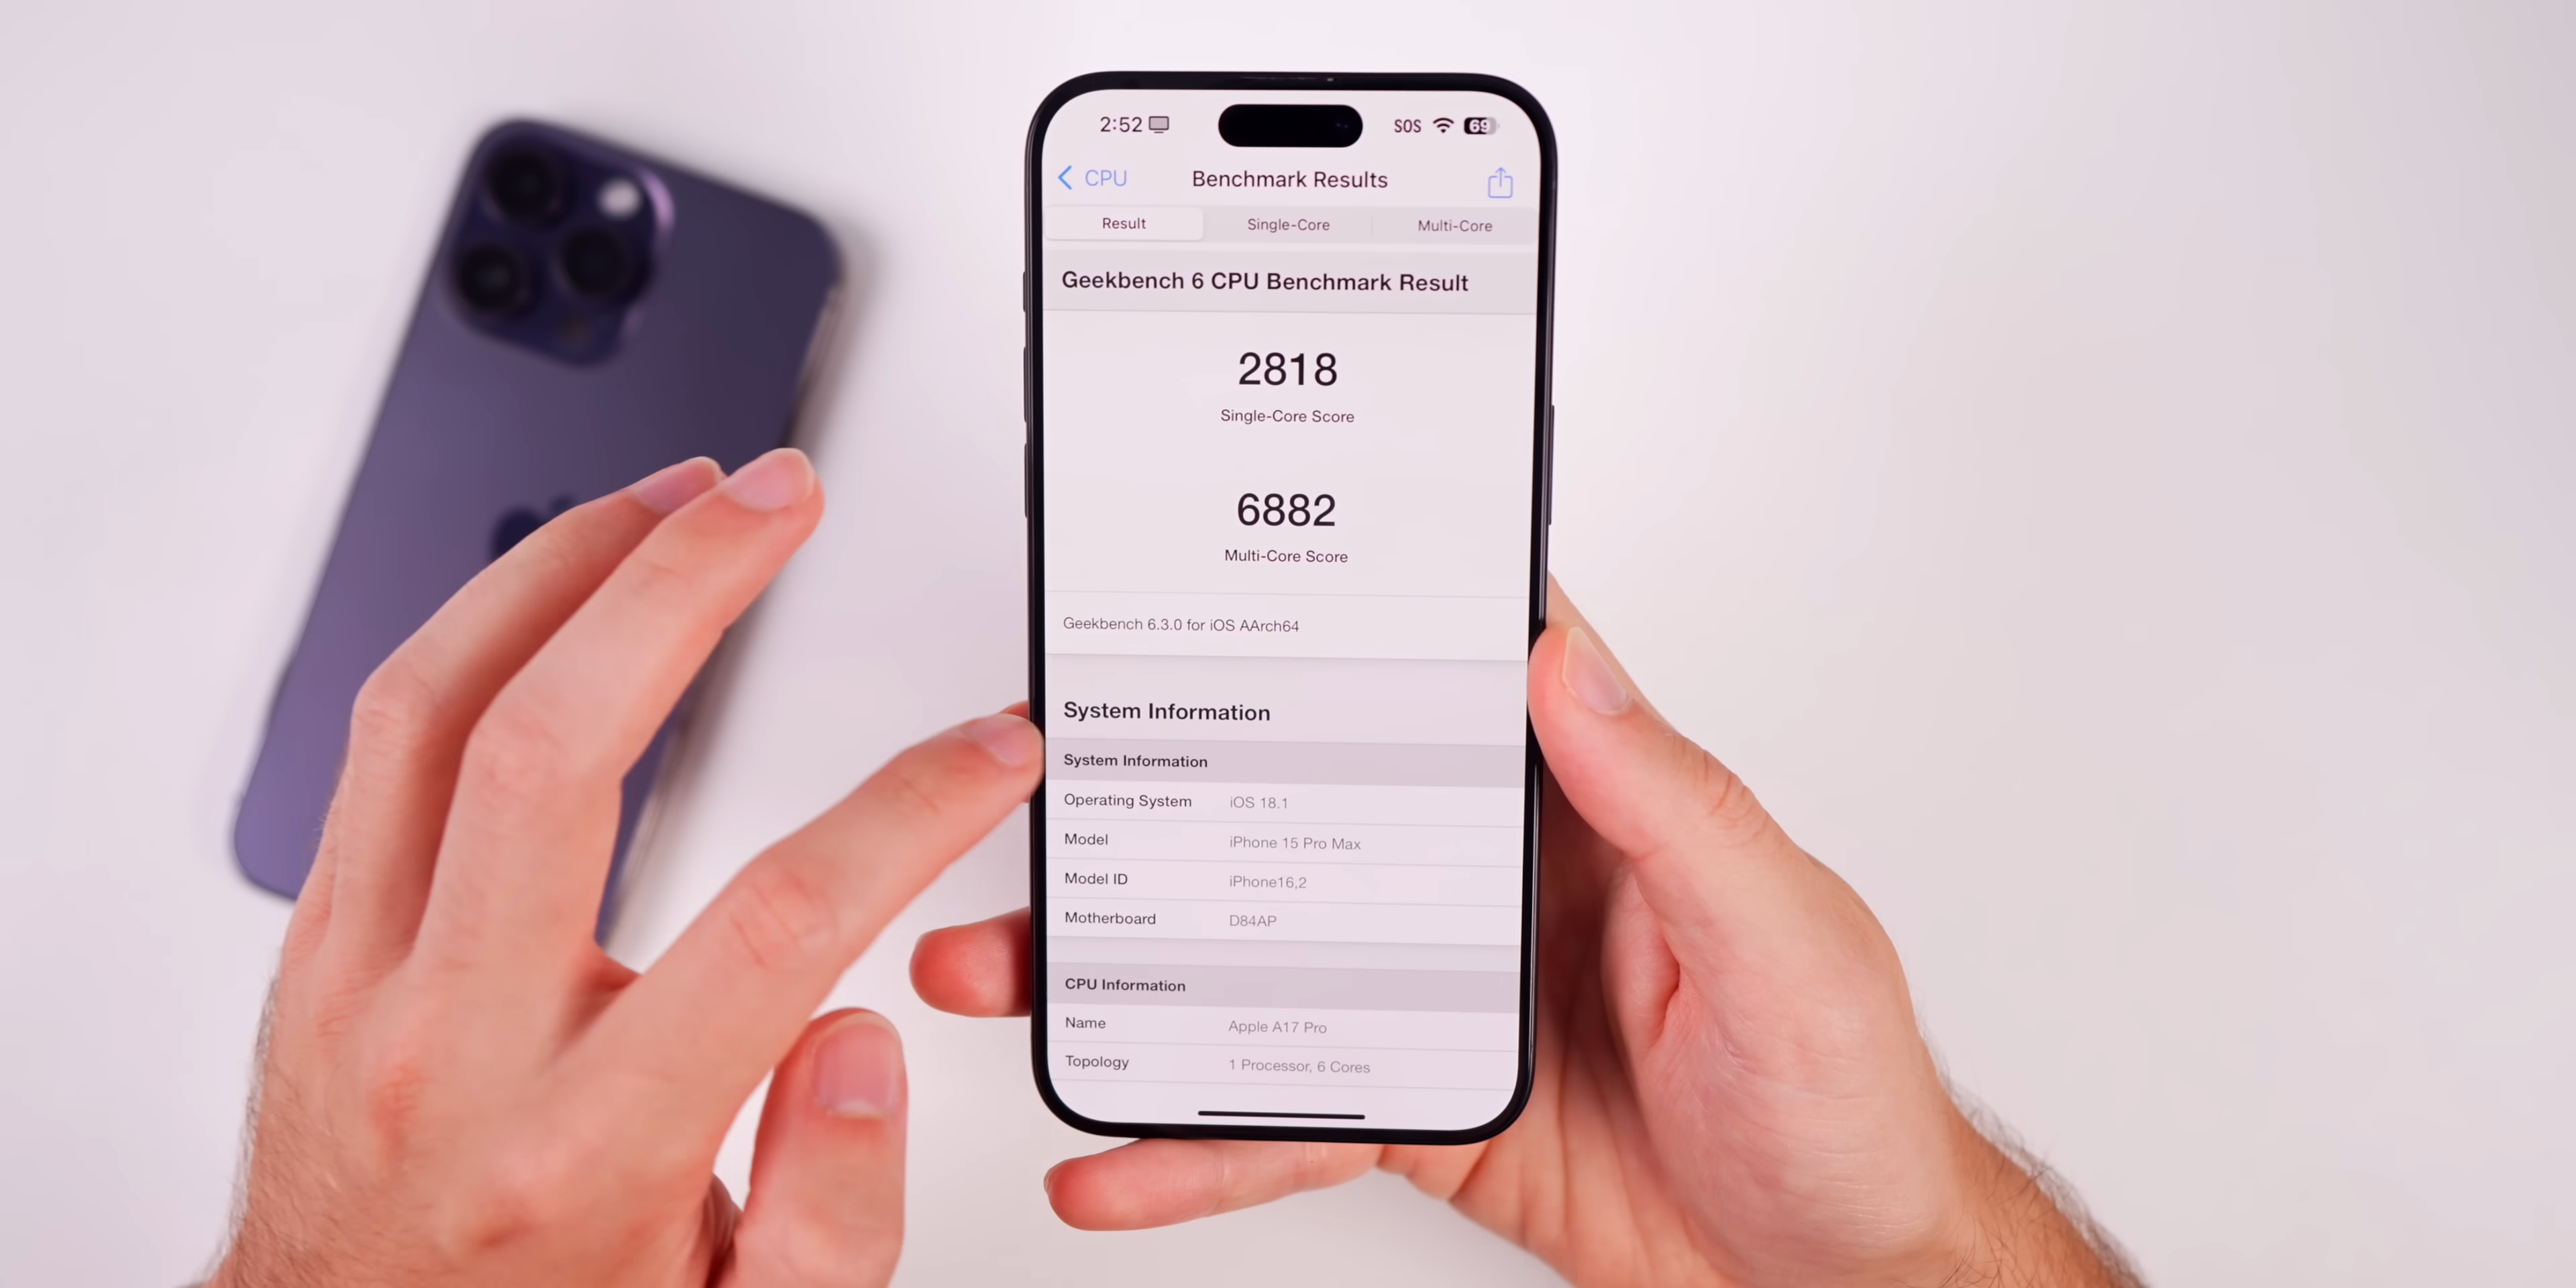 2:52 SOS 69
CPU Benchmark Results
Result Single-Core Multi-Core
Geekbench 6 CPU Benchmark Result
2818
Single-Core Score
6882
Multi-Core Score
Geekbench 6.3.0 for iOS AArch64
System Information
System Information
Operating System iOS 18.1
Model iPhone 15 Pro Max
Model ID iPhone16,2
Motherboard D84AP
CPU Information
Name Apple A17 Pro
Topology 1 Processor, 6 Cores